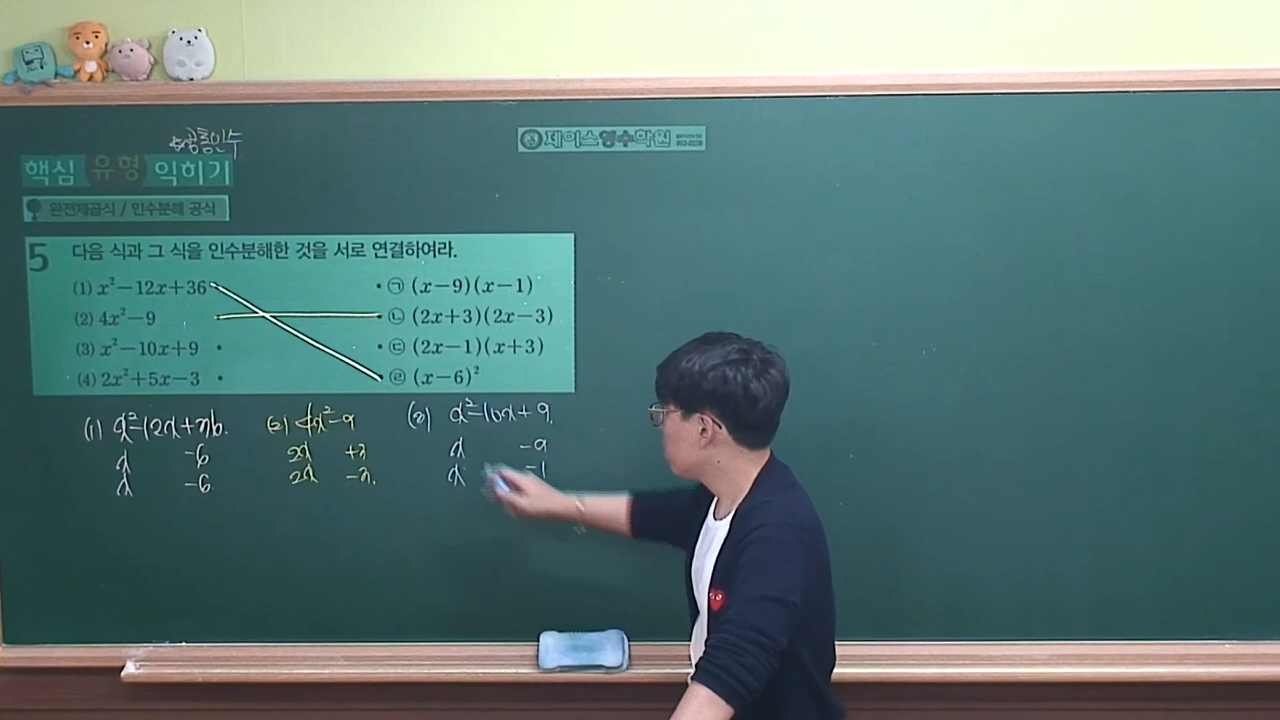 ☆공통인수
제이스영수학원
핵심 유형 익히기
완전제곱식 / 인수분해 공식
5 다음 식과 그 식을 인수분해한 것을 서로 연결하여라.
(1) x²−12x+36 • ㉠ (x−9)(x−1)
(2) 4x²−9 • ㉡ (2x+3)(2x−3)
(3) x²−10x+9 • • ㉢ (2x−1)(x+3)
(4) 2x²+5x−3 • • ㉣ (x−6)²
(1) x²−12x+36. (2) 4x²−9 (3) x²−10x+9.
x −6 2x +3 x −9
x −6 2x −3. x −1